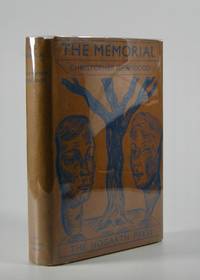 THE MEMORIAL
CHRISTOPHER ISHERWOOD
THE HOGARTH PRESS